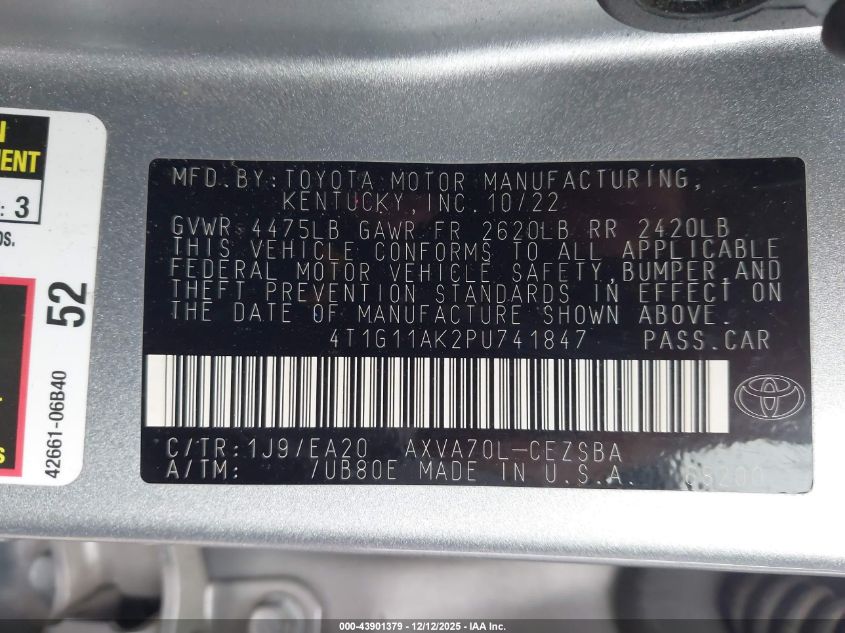 N
EMENT
: 3
OS.
s
42661-06B40
52
MFD. BY: TOYOTA MOTOR MANUFACTURING,
KENTUCKY, INC. 10/22
GVWR 4475LB GAWR FR 2620LB RR 2420LB
THIS VEHICLE CONFORMS TO ALL APPLICABLE
FEDERAL MOTOR VEHICLE SAFETY, BUMPER, AND
THEFT PREVENTION STANDARDS IN EFFECT ON
THE DATE OF MANUFACTURE SHOWN ABOVE.
4T1G11AK2PU741847 PASS. CAR
C/TR: 1J9/EA20 AXVA70L-CEZSBA
A/TM: /UB80E MADE IN U.S.A.
000-43901379 - 12/12/2025 - IAA Inc.